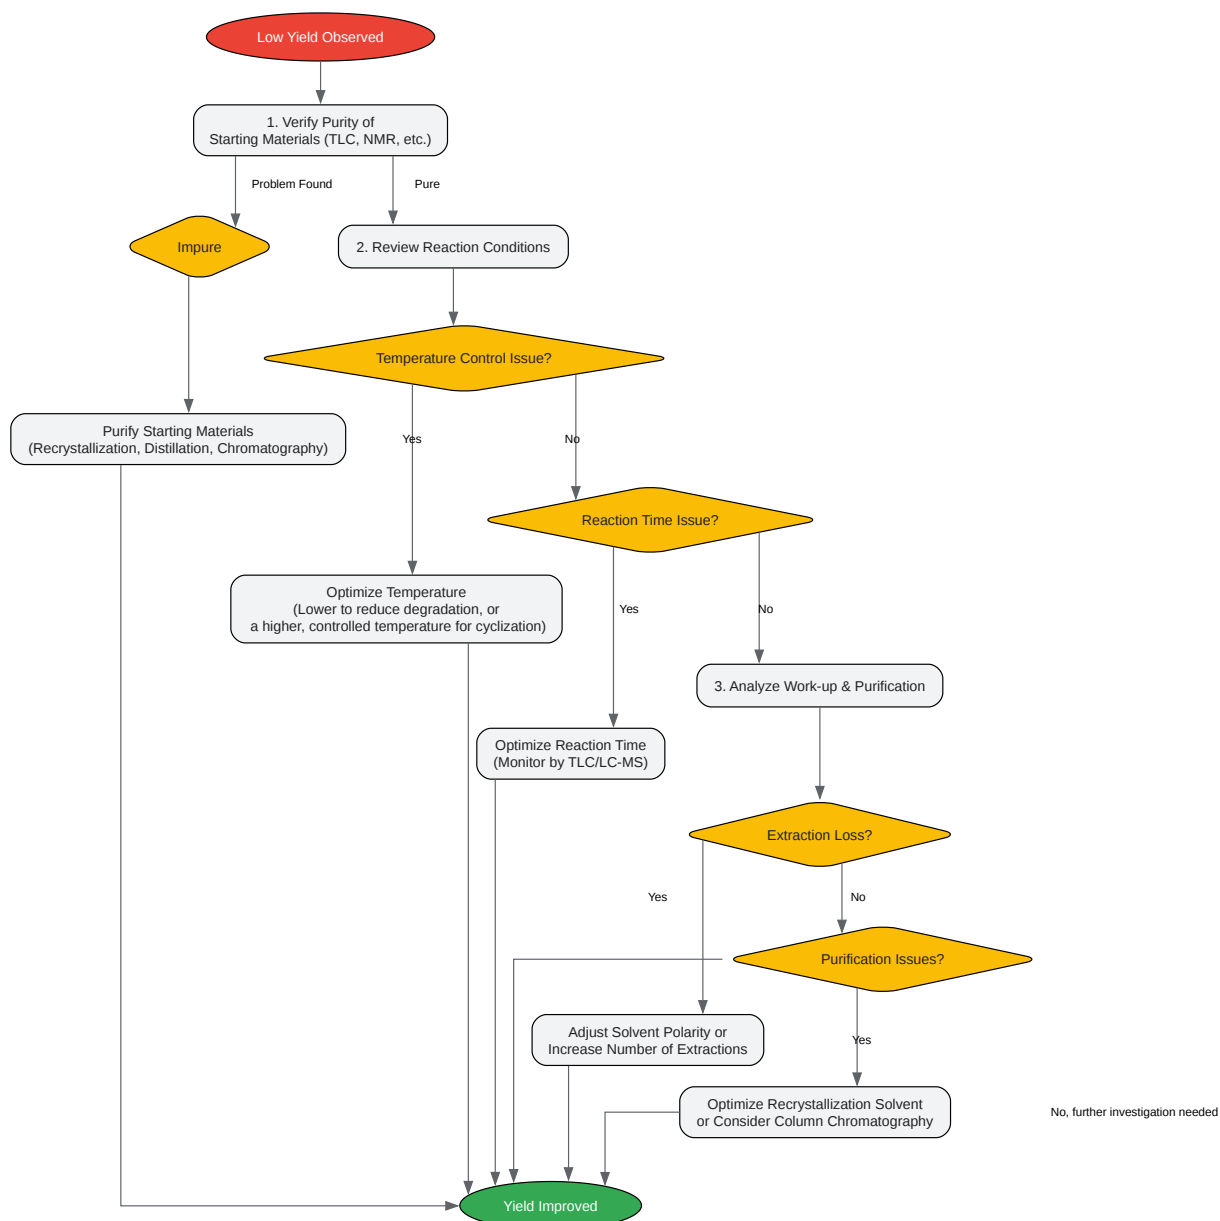 Low Yield Observed
1. Verify Purity of
Starting Materials (TLC, NMR, etc.)
Problem Found
Pure
Impure
2. Review Reaction Conditions
Temperature Control Issue?
Purify Starting Materials
(Recrystallization, Distillation, Chromatography)
Yes
No
Reaction Time Issue?
Optimize Temperature
(Lower to reduce degradation, or
a higher, controlled temperature for cyclization)
Yes
No
3. Analyze Work-up & Purification
Optimize Reaction Time
(Monitor by TLC/LC-MS)
Extraction Loss?
Yes
No
Purification Issues?
Adjust Solvent Polarity or
Increase Number of Extractions
Yes
Optimize Recrystallization Solvent
or Consider Column Chromatography
No, further investigation needed
Yield Improved